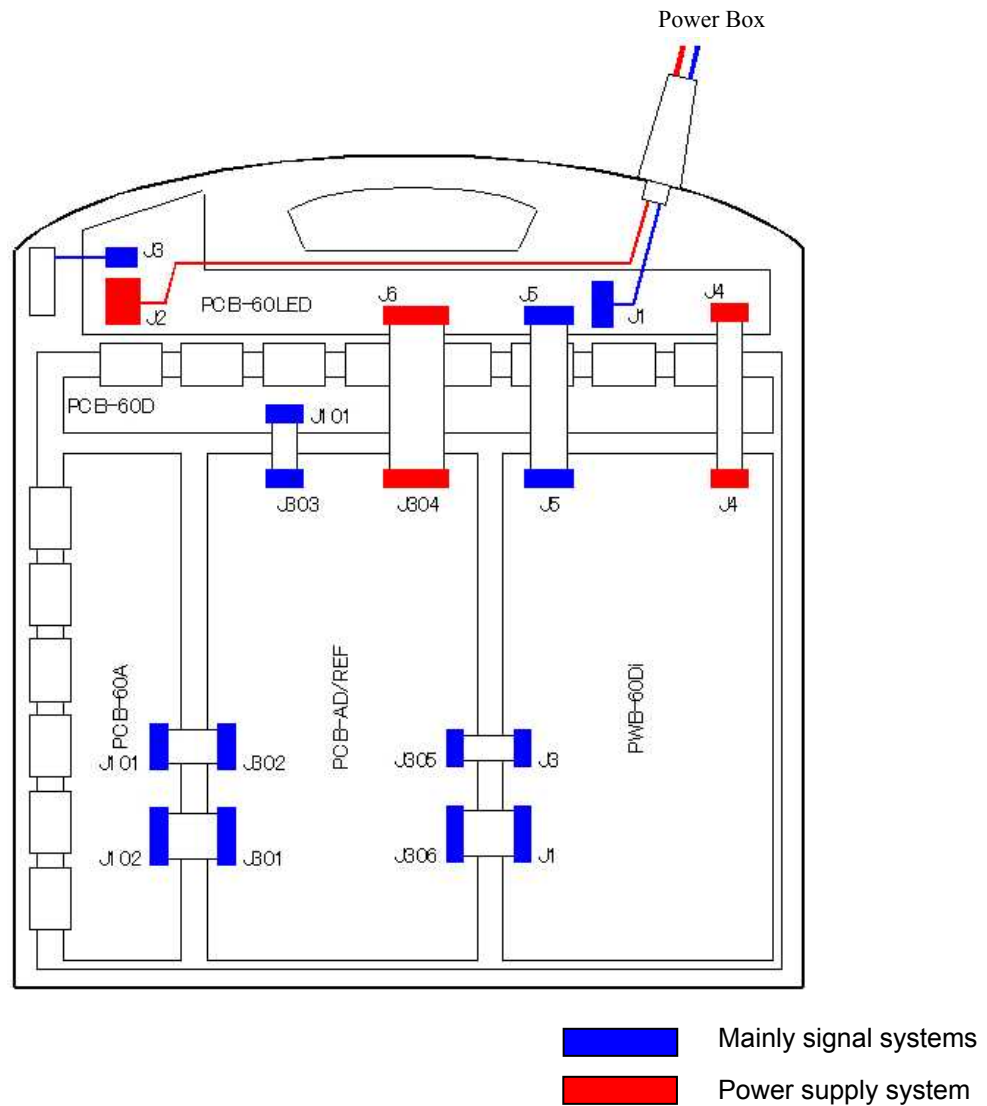 Power Box
J3
J2
PCB-60LED
J6
J5
J1
J4
PCB-60D
J101
J303
J304
J5
J4
PCB-60A
PCB-AD/REF
PWB-60Di
J101
J302
J305
J3
J102
J301
J306
J1
Mainly signal systems
Power supply system